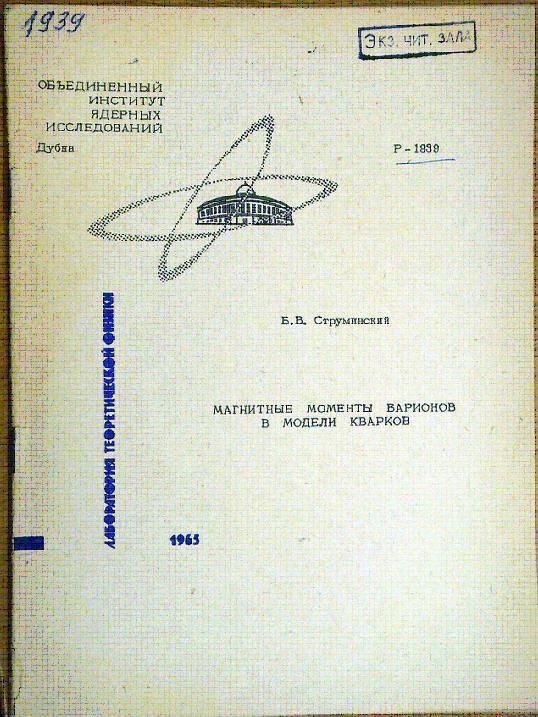 1939
ЭКЗ. ЧИТ. ЗАЛА
ОБЪЕДИНЕННЫЙ
ИНСТИТУТ
ЯДЕРНЫХ
ИССЛЕДОВАНИЙ
Дубна
Р - 1939
Б.В. Струминский
МАГНИТНЫЕ МОМЕНТЫ БАРИОНОВ
В МОДЕЛИ КВАРКОВ
ЛАБОРАТОРИЯ ТЕОРЕТИЧЕСКОЙ ФИЗИКИ
1965